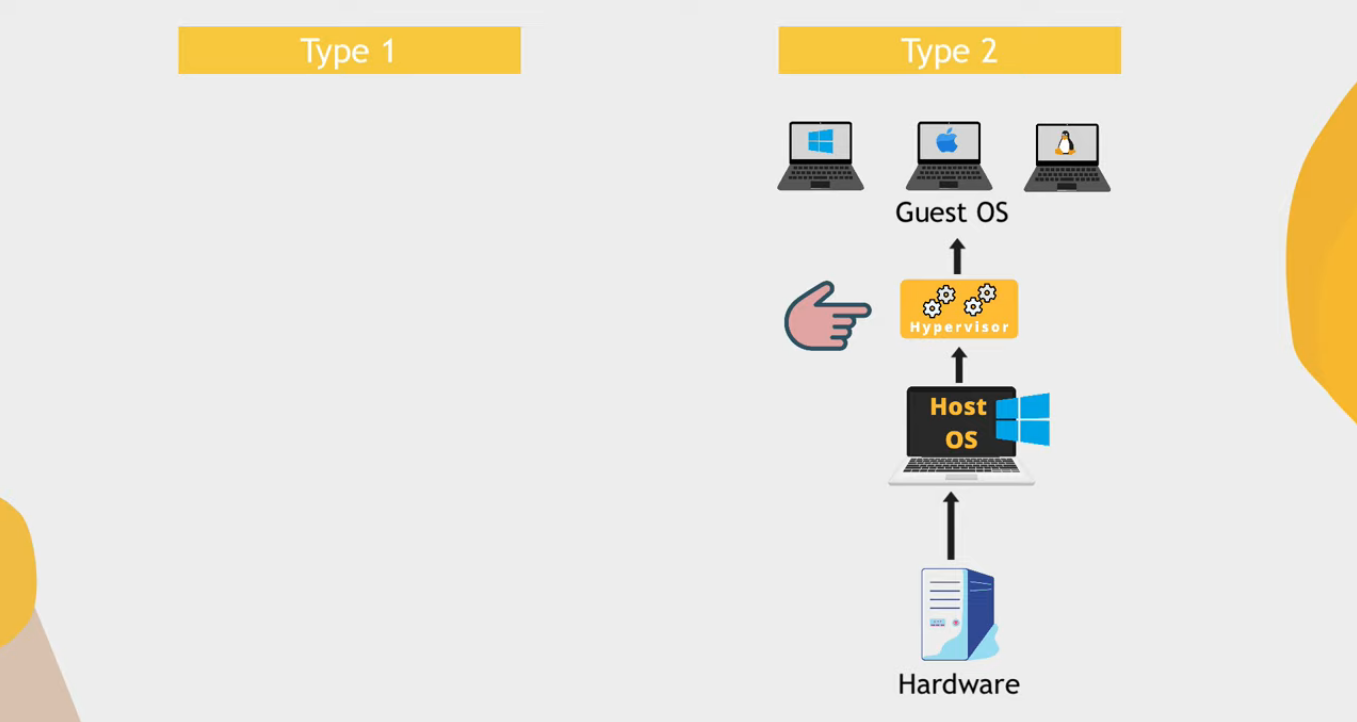 Type 1
Type 2
Guest OS
Hypervisor
Host
OS
Hardware